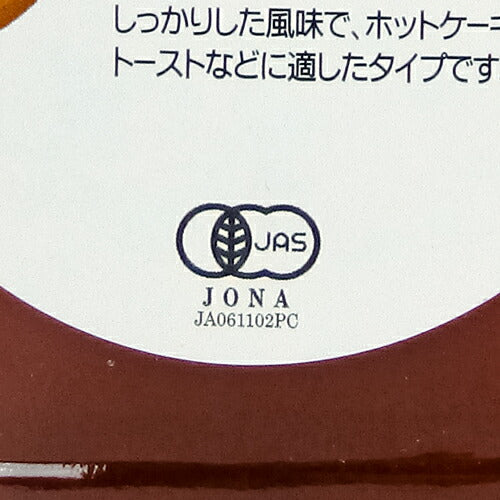 しっかりした風味で、ホットケーキ
トーストなどに適したタイプです
JAS
JONA
JA061102PC